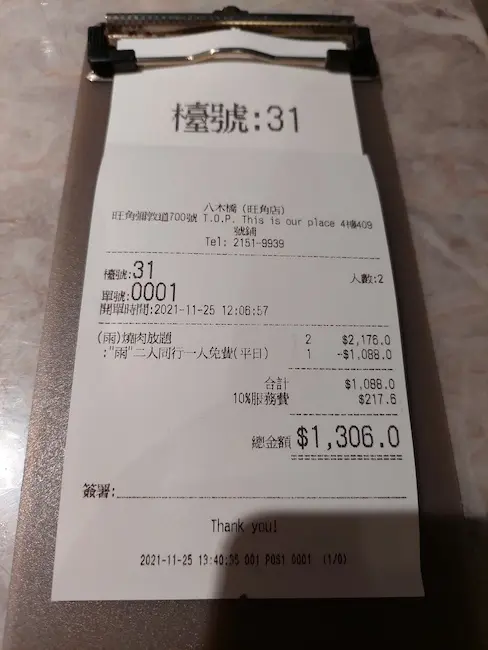 檯號:31
八木橋 (旺角店)
旺角彌敦道700號 T.O.P. This is our place 4樓409
號鋪
Tel: 2151-9939
檯號:31
人數:2
單號:0001
開單時間:2021-11-25 12:06:57
(雨)燒肉放題 2 $2,176.0
:"雨"二人同行一人免費(平日) 1 -$1,088.0
合計 $1,088.0
10%服務費 $217.6
總金額 $1,306.0
簽署:
Thank you!
2021-11-25 13:40:35 001 POS1 0001 (1/0)